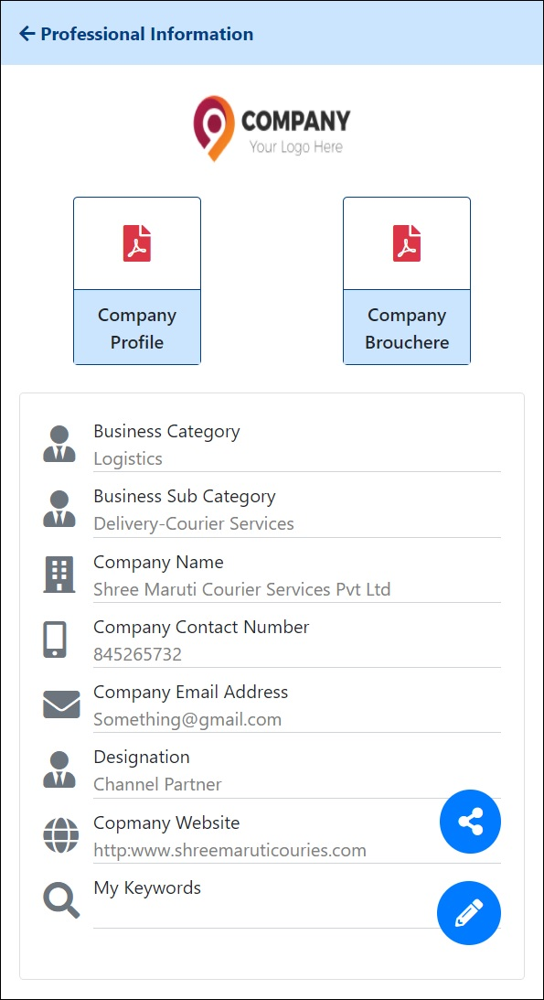 Professional Information
COMPANY
Your Logo Here
Company
Profile
Company
Brouchere
Business Category
Logistics
Business Sub Category
Delivery-Courier Services
Company Name
Shree Maruti Courier Services Pvt Ltd
Company Contact Number
845265732
Company Email Address
Something@gmail.com
Designation
Channel Partner
Copmany Website
http:www.shreemaruticouries.com
My Keywords